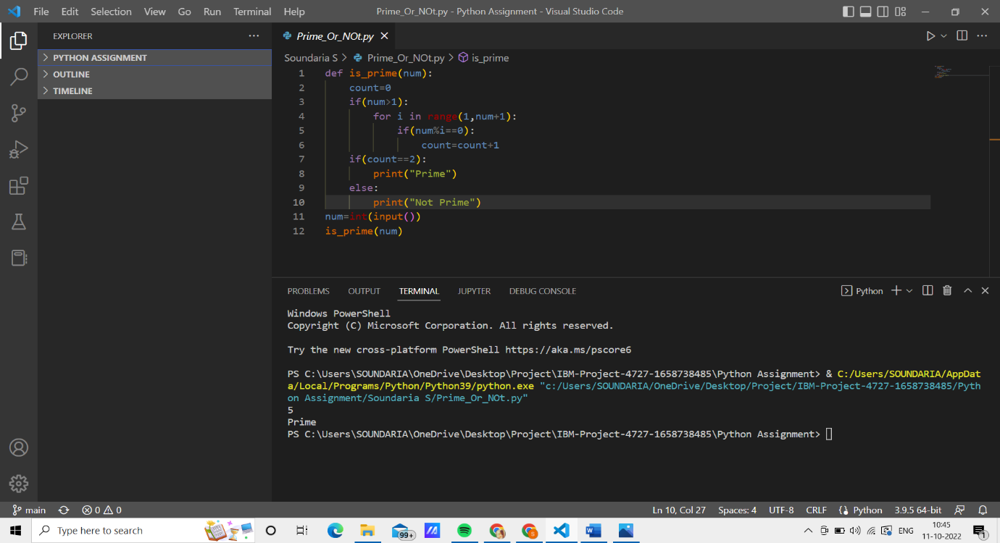 File Edit Selection View Go Run Terminal Help
Prime_Or_NOt.py - Python Assignment - Visual Studio Code
EXPLORER
PYTHON ASSIGNMENT
OUTLINE
TIMELINE
Prime_Or_NOt.py
Soundaria S > Prime_Or_NOt.py > is_prime
1 def is_prime(num):
2 count=0
3 if(num>1):
4 for i in range(1,num+1):
5 if(num%i==0):
6 count=count+1
7 if(count==2):
8 print("Prime")
9 else:
10 print("Not Prime")
11 num=int(input())
12 is_prime(num)
PROBLEMS OUTPUT TERMINAL JUPYTER DEBUG CONSOLE
Python
Windows PowerShell
Copyright (C) Microsoft Corporation. All rights reserved.
Try the new cross-platform PowerShell https://aka.ms/pscore6
PS C:\Users\SOUNDARIA\OneDrive\Desktop\Project\IBM-Project-4727-1658738485\Python Assignment> & C:/Users/SOUNDARIA/AppDat
a/Local/Programs/Python/Python39/python.exe "c:/Users/SOUNDARIA/OneDrive/Desktop/Project/IBM-Project-4727-1658738485/Pyth
on Assignment/Soundaria S/Prime_Or_NOt.py"
5
Prime
PS C:\Users\SOUNDARIA\OneDrive\Desktop\Project\IBM-Project-4727-1658738485\Python Assignment>
main 0 0 Ln 10, Col 27 Spaces: 4 UTF-8 CRLF Python 3.9.5 64-bit
Type here to search
99+
S
ENG
10:45
11-10-2022
1